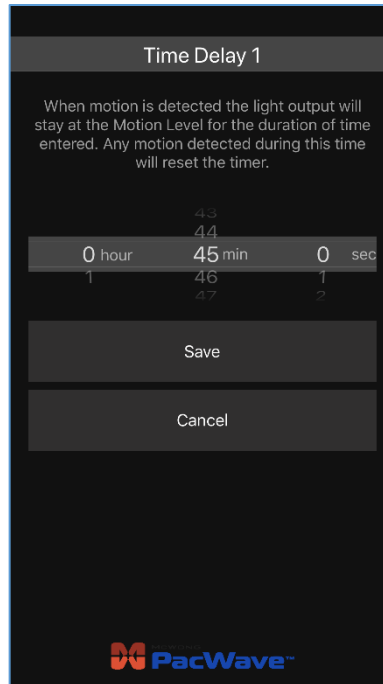 Time Delay 1
When motion is detected the light output will
stay at the Motion Level for the duration of time
entered. Any motion detected during this time
will reset the timer.
43
44
0 hour 45 min 0 sec
1 46 1
47 2
Save
Cancel
PacWave™